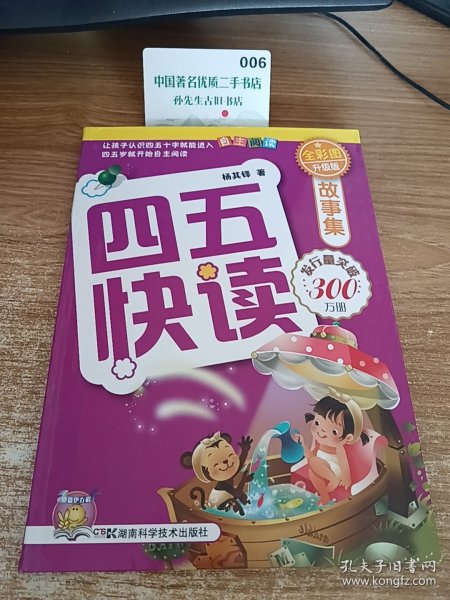 006
中国著名优质二手书店
孙先生古旧书店
让孩子认识四五十字就能进入
自主阅读
四五岁就开始自主阅读
杨其铎 著
全彩图
升级版
故事集
四五
快读
发行量突破
300
万册
湖南科学技术出版社
孔夫子旧书网
www.kongfz.com